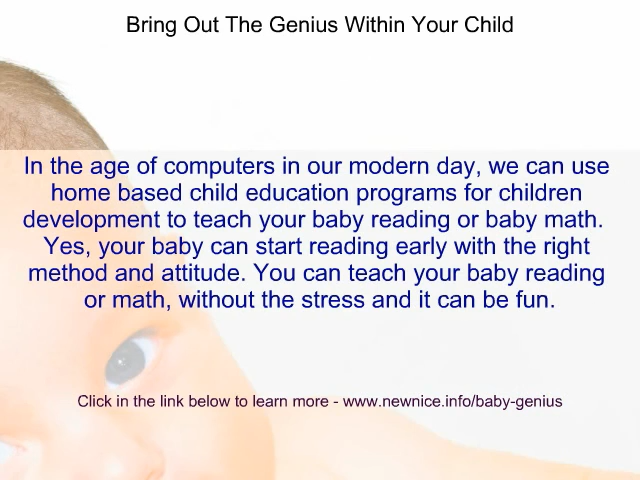 Bring Out The Genius Within Your Child
In the age of computers in our modern day, we can use
home based child education programs for children
development to teach your baby reading or baby math.
Yes, your baby can start reading early with the right
method and attitude. You can teach your baby reading
or math, without the stress and it can be fun.
Click in the link below to learn more - www.newnice.info/baby-genius